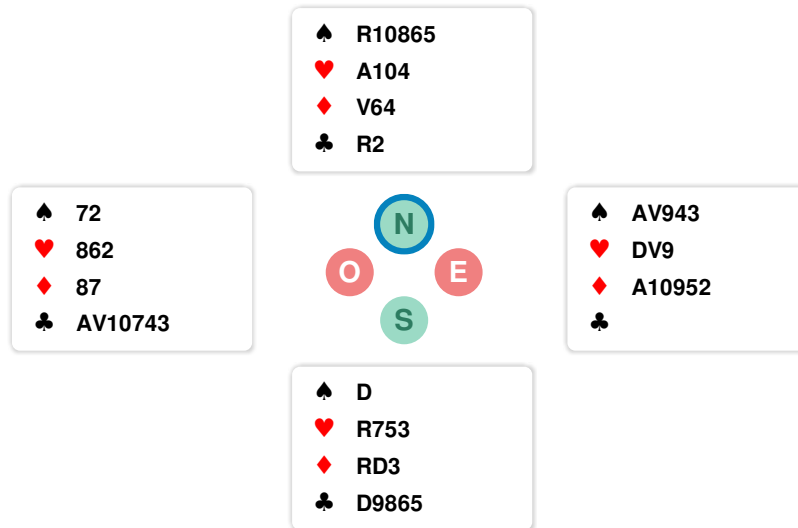 ♠ R10865
♥ A104
♦ V64
♣ R2
♠ 72
♥ 862
♦ 87
♣ AV10743
N
O E
S
♠ AV943
♥ DV9
♦ A10952
♣
♠ D
♥ R753
♦ RD3
♣ D9865